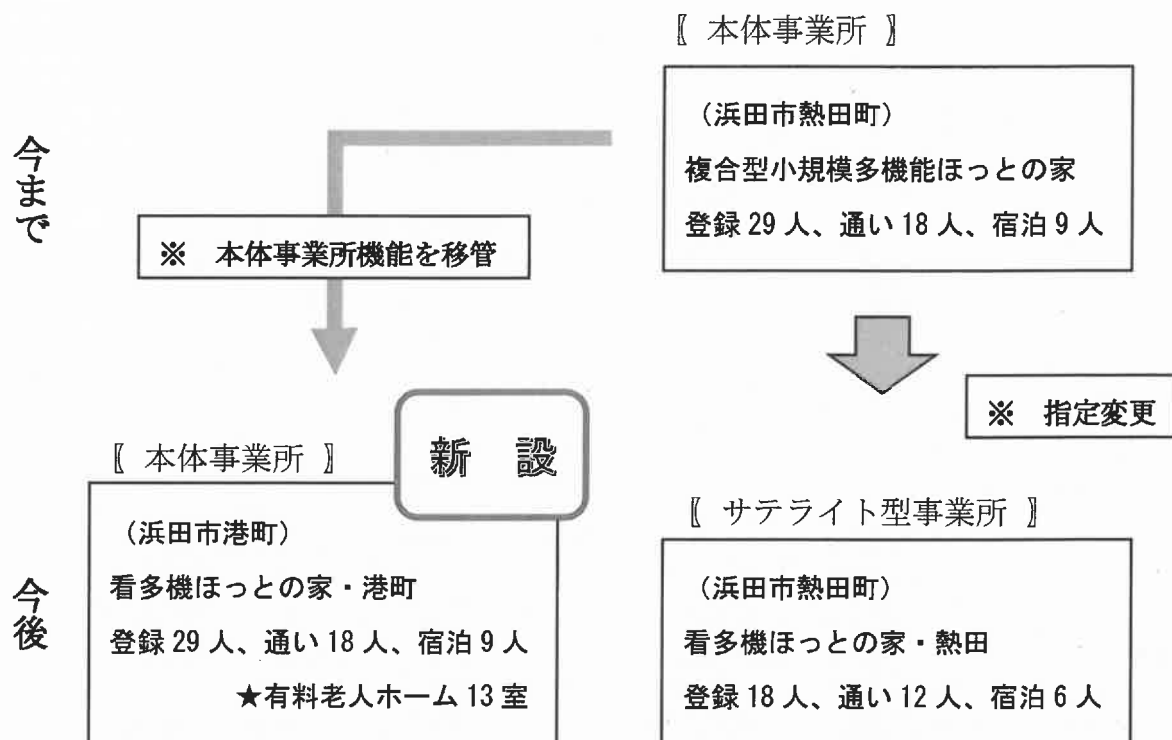 今まで
〖 本体事業所 〗
(浜田市熱田町)
複合型小規模多機能ほっとの家
登録 29 人、通い 18 人、宿泊 9 人
※　本体事業所機能を移管
※　指定変更
今後
新　設
〖 本体事業所 〗
(浜田市港町)
看多機ほっとの家・港町
登録 29 人、通い 18 人、宿泊 9 人
★有料老人ホーム 13 室
〖 サテライト型事業所 〗
(浜田市熱田町)
看多機ほっとの家・熱田
登録 18 人、通い 12 人、宿泊 6 人